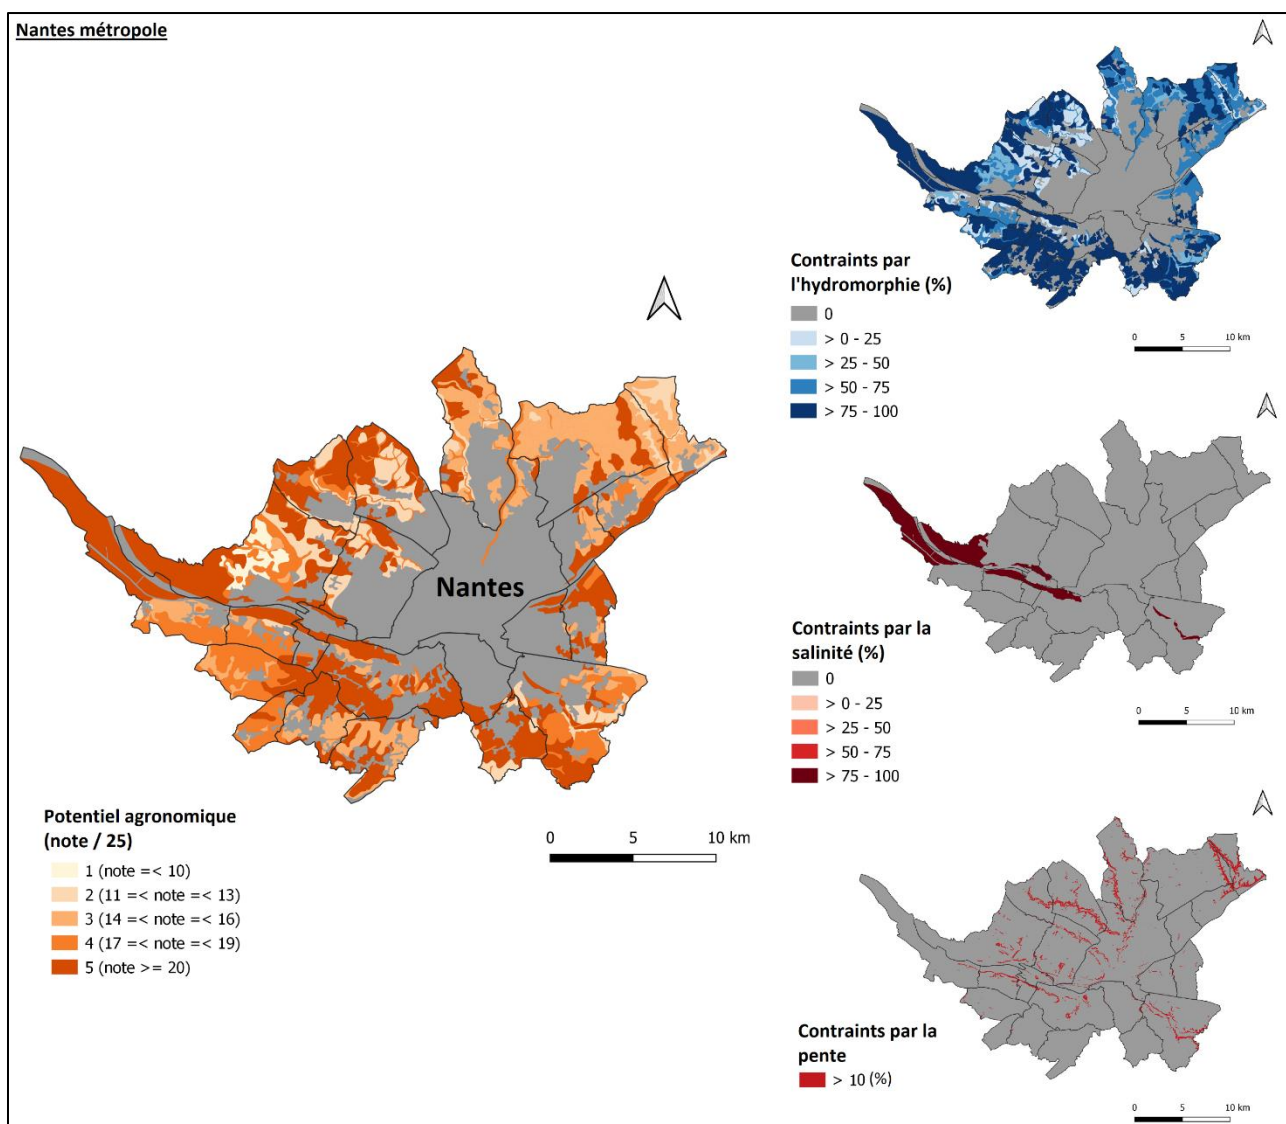 Nantes métropole
Nantes
Potentiel agronomique
(note / 25)
1 (note =< 10)
2 (11 =< note =< 13)
3 (14 =< note =< 16)
4 (17 =< note =< 19)
5 (note >= 20)
0 5 10 km
Contraints par
l'hydromorphie (%)
0
> 0 - 25
> 25 - 50
> 50 - 75
> 75 - 100
0 5 10 km
Contraints par la
salinité (%)
0
> 0 - 25
> 25 - 50
> 50 - 75
> 75 - 100
0 5 10 km
Contraints par la
pente
> 10 (%)
0 5 10 km